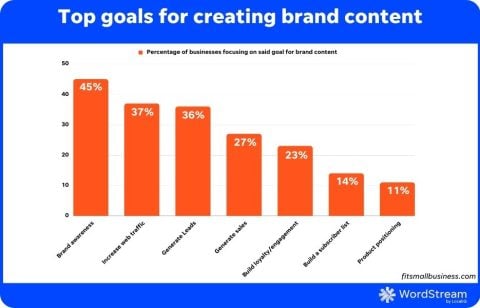 Top goals for creating brand content
Percentage of businesses focusing on said goal for brand content
50
40
30
20
10
0
45%
37%
36%
27%
23%
14%
11%
Brand awareness
Increase web traffic
Generate Leads
Generate sales
Build loyalty/engagement
Build a subscriber list
Product positioning
fitsmallbusiness.com
WordStream
by LocaliQ